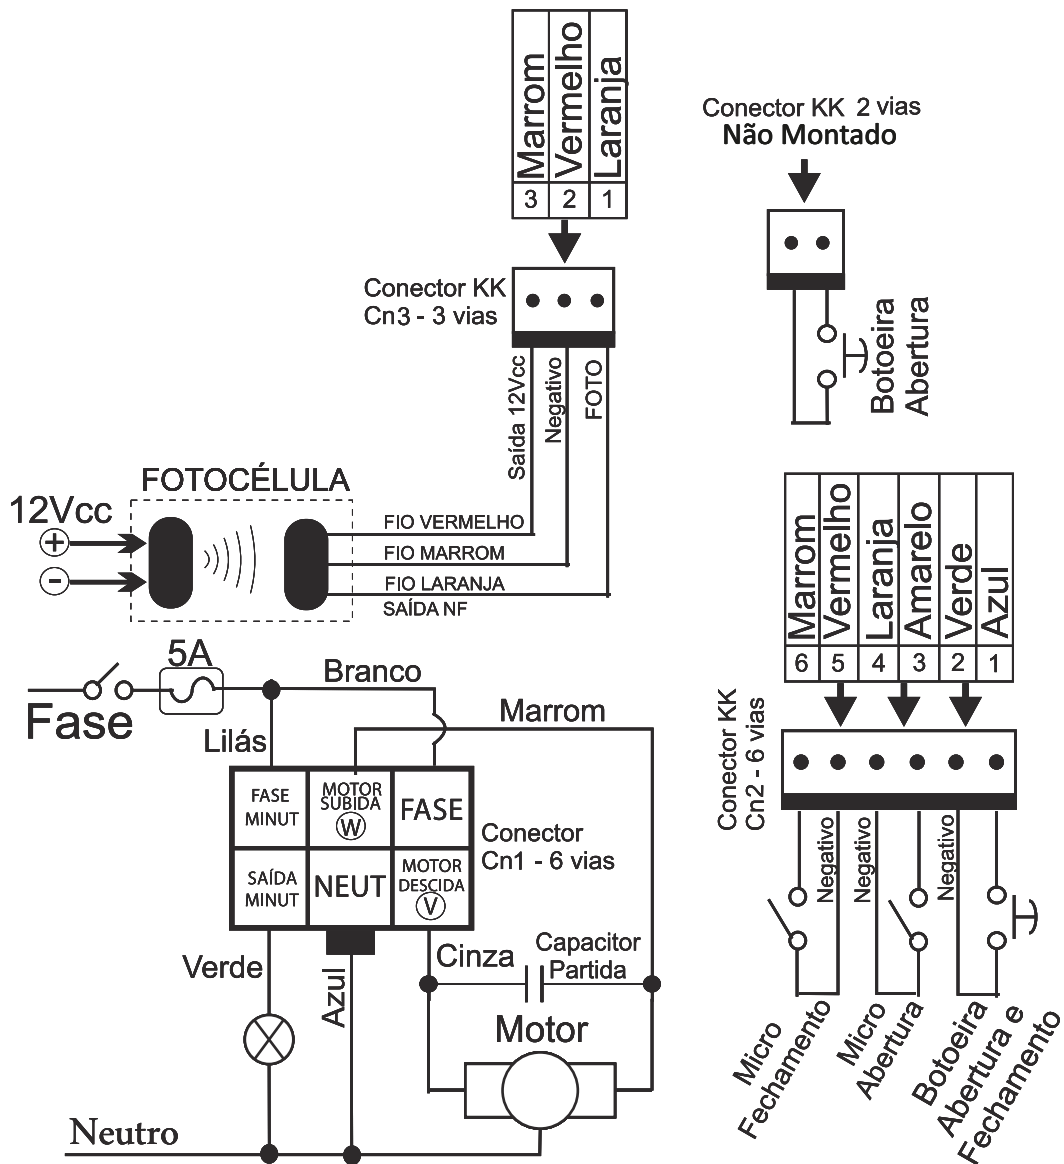 Marrom
Vermelho
Laranja
3 2 1
Conector KK
Cn3 - 3 vias
Saída 12Vcc
Negativo
FOTO
Conector KK 2 vias
Não Montado
Botoeira
Abertura
FOTOCÉLULA
12Vcc
+
-
FIO VERMELHO
FIO MARROM
FIO LARANJA
SAÍDA NF
Marrom
Vermelho
Laranja
Amarelo
Verde
Azul
6 5 4 3 2 1
Conector KK
Cn2 - 6 vias
Negativo
Negativo
Negativo
Micro
Fechamento
Micro
Abertura
Botoeira
Abertura e
Fechamento
5A
Fase
Branco
Lilás
Marrom
FASE
MINUT
MOTOR
SUBIDA
W
FASE
SAÍDA
MINUT
NEUT
MOTOR
DESCIDA
V
Conector
Cn1 - 6 vias
Verde
Azul
Cinza
Capacitor
Partida
Motor
Neutro